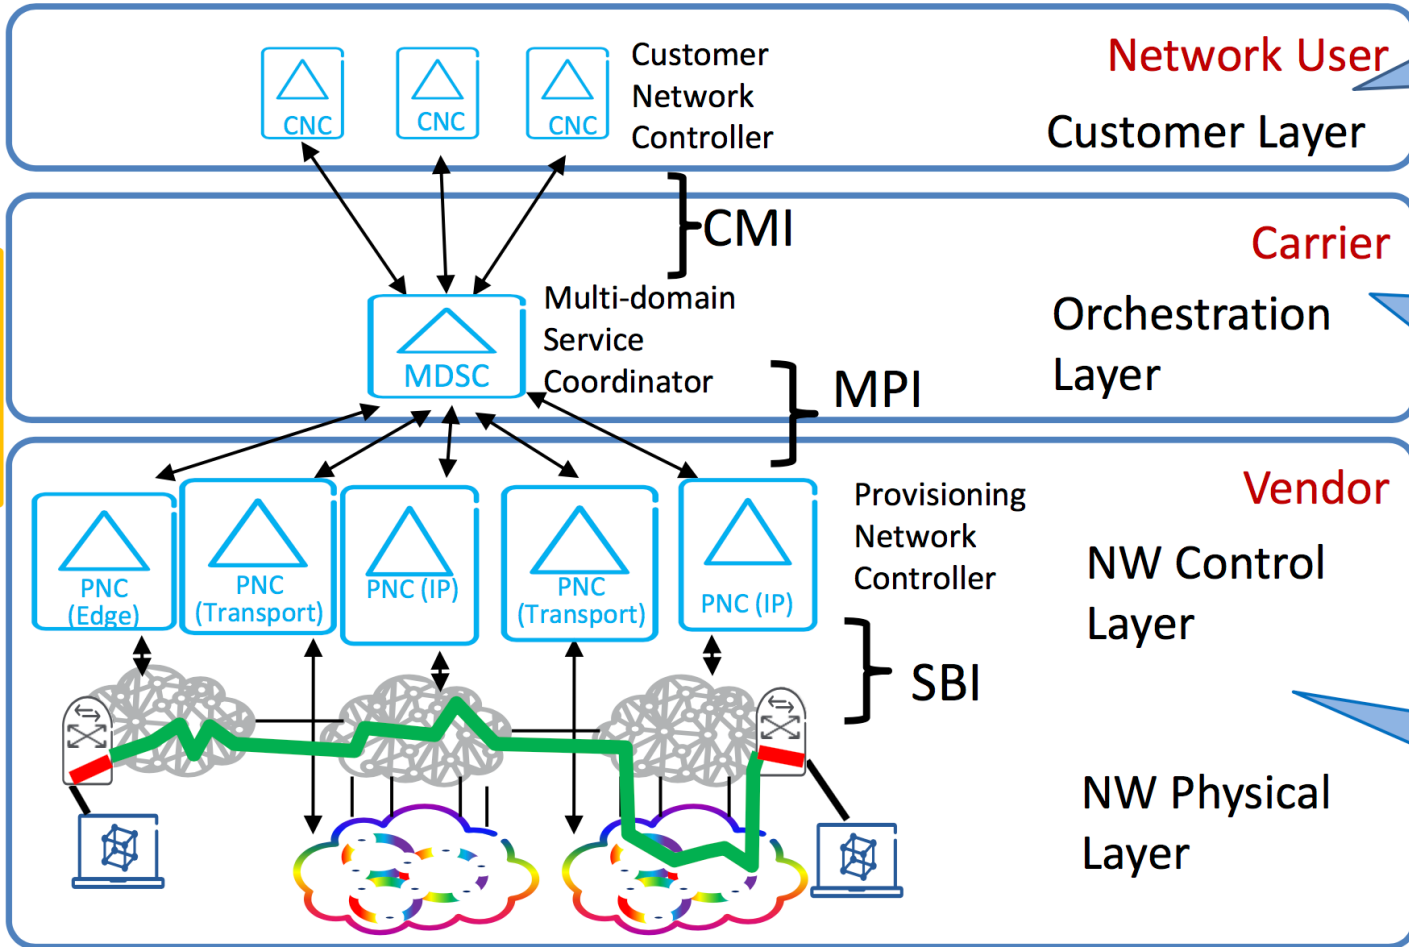 CNC
CNC
CNC
Customer
Network
Controller
Network User
Customer Layer
CMI
MDSC
Multi-domain
Service
Coordinator
Carrier
Orchestration
Layer
MPI
PNC
(Edge)
PNC
(Transport)
PNC (IP)
PNC
(Transport)
PNC (IP)
Provisioning
Network
Controller
Vendor
NW Control
Layer
SBI
NW Physical
Layer